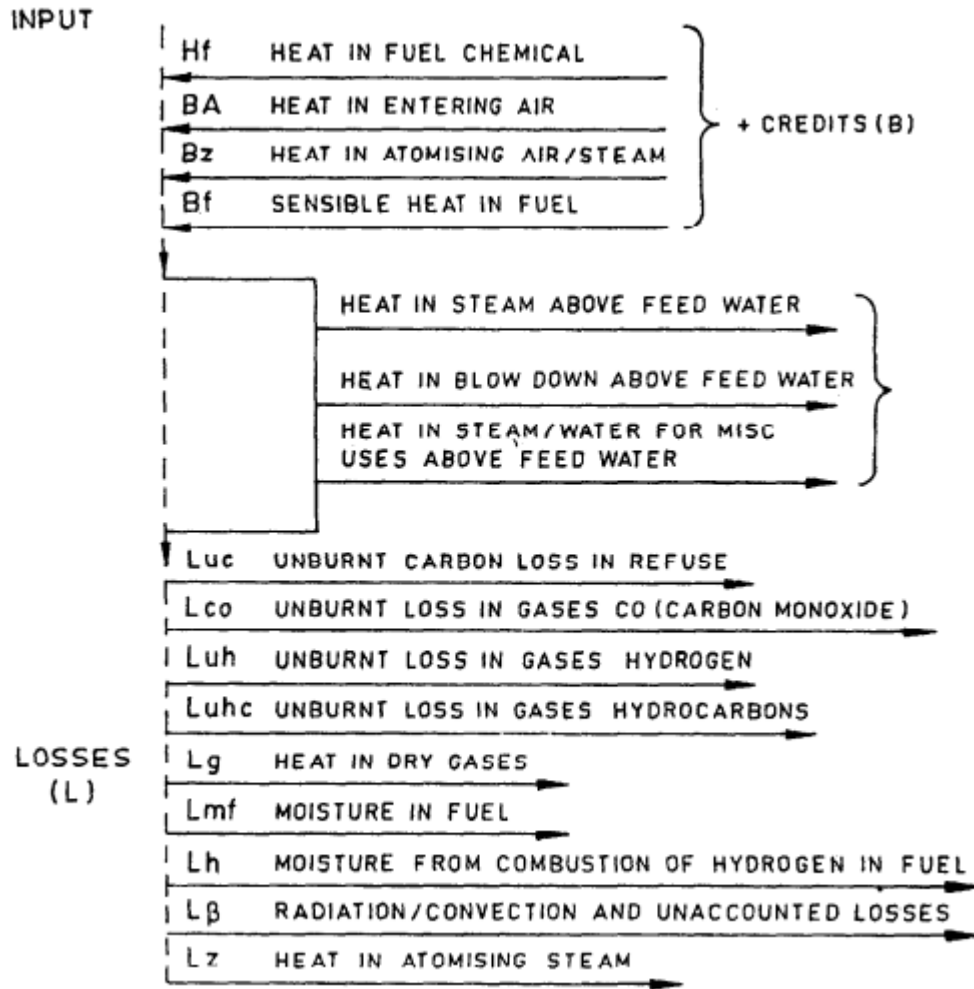 INPUT
Hf HEAT IN FUEL CHEMICAL
BA HEAT IN ENTERING AIR
Bz HEAT IN ATOMISING AIR/STEAM
Bf SENSIBLE HEAT IN FUEL
+ CREDITS (B)
HEAT IN STEAM ABOVE FEED WATER
HEAT IN BLOW DOWN ABOVE FEED WATER
HEAT IN STEAM/WATER FOR MISC
USES ABOVE FEED WATER
LOSSES
(L)
Luc UNBURNT CARBON LOSS IN REFUSE
Lco UNBURNT LOSS IN GASES CO (CARBON MONOXIDE)
Luh UNBURNT LOSS IN GASES HYDROGEN
Luhc UNBURNT LOSS IN GASES HYDROCARBONS
Lg HEAT IN DRY GASES
Lmf MOISTURE IN FUEL
Lh MOISTURE FROM COMBUSTION OF HYDROGEN IN FUEL
Lβ RADIATION/CONVECTION AND UNACCOUNTED LOSSES
Lz HEAT IN ATOMISING STEAM